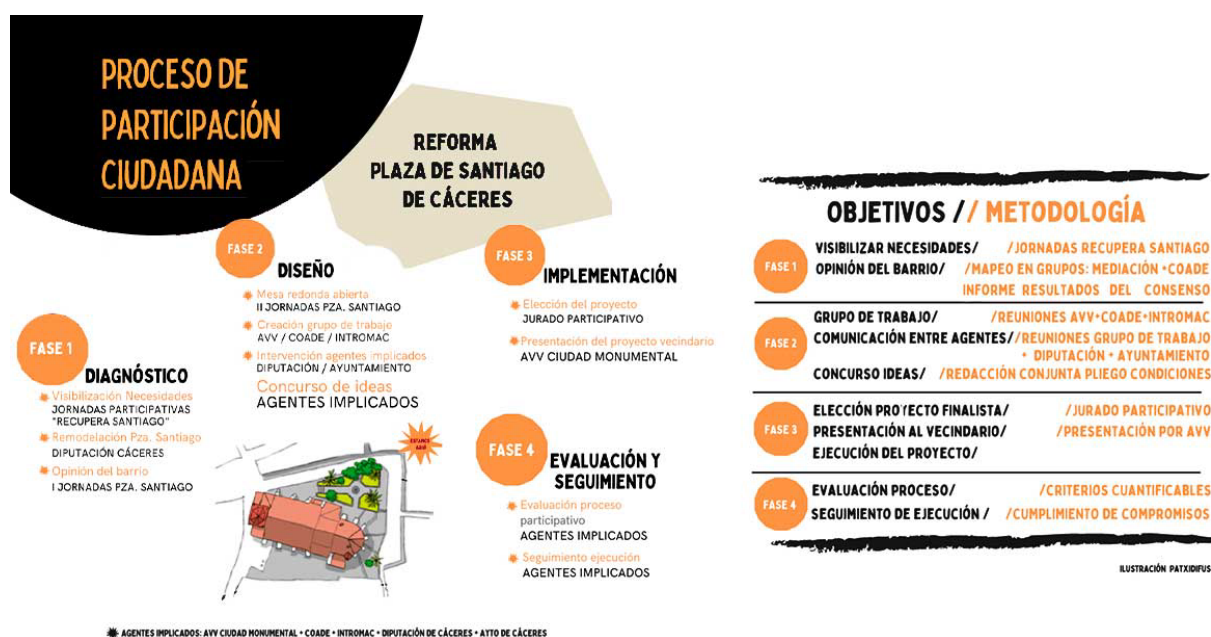 PROCESO DE
PARTICIPACIÓN
CIUDADANA
REFORMA
PLAZA DE SANTIAGO
DE CÁCERES
FASE 1
DIAGNÓSTICO
Visibilización Necesidades
JORNADAS PARTICIPATIVAS
"RECUPERA SANTIAGO"
Remodelación Pza. Santiago
DIPUTACIÓN CÁCERES
Opinión del barrio
I JORNADAS PZA. SANTIAGO
FASE 2
DISEÑO
Mesa redonda abierta
II JORNADAS PZA. SANTIAGO
Creación grupo de trabajo
AVV / COADE / INTROMAC
Intervención agentes implicados
DIPUTACIÓN / AYUNTAMIENTO
Concurso de ideas
AGENTES IMPLICADOS
FASE 3
IMPLEMENTACIÓN
Elección del proyecto
JURADO PARTICIPATIVO
Presentación del proyecto vecindario
AVV CIUDAD MONUMENTAL
FASE 4
EVALUACIÓN Y
SEGUIMIENTO
Evaluación proceso
participativo
AGENTES IMPLICADOS
Seguimiento ejecución
AGENTES IMPLICADOS
AGENTES IMPLICADOS: AVV CIUDAD MONUMENTAL • COADE • INTROMAC • DIPUTACIÓN DE CÁCERES • AYTO DE CÁCERES
OBJETIVOS // METODOLOGÍA
FASE 1
VISIBILIZAR NECESIDADES/ /JORNADAS RECUPERA SANTIAGO
OPINIÓN DEL BARRIO/ /MAPEO EN GRUPOS: MEDIACIÓN •COADE
INFORME RESULTADOS DEL CONSENSO
FASE 2
GRUPO DE TRABAJO/ /REUNIONES AVV•COADE•INTROMAC
COMUNICACIÓN ENTRE AGENTES/ /REUNIONES GRUPO DE TRABAJO
• DIPUTACIÓN • AYUNTAMIENTO
CONCURSO IDEAS/ /REDACCIÓN CONJUNTA PLIEGO CONDICIONES
FASE 3
ELECCIÓN PROYECTO FINALISTA/ /JURADO PARTICIPATIVO
PRESENTACIÓN AL VECINDARIO/ /PRESENTACIÓN POR AVV
EJECUCIÓN DEL PROYECTO/
FASE 4
EVALUACIÓN PROCESO/ /CRITERIOS CUANTIFICABLES
SEGUIMIENTO DE EJECUCIÓN / /CUMPLIMIENTO DE COMPROMISOS
ILUSTRACIÓN PATXIDIFUS